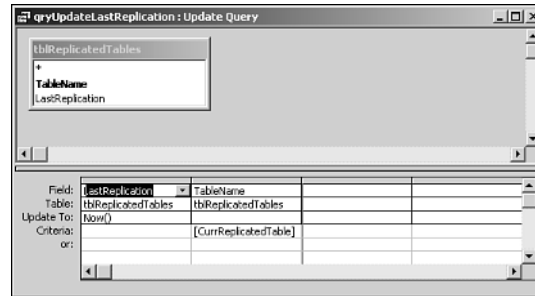 qryUpdateLastReplication : Update Query
tblReplicatedTables
*
TableName
LastReplication
Field: LastReplication TableName
Table: tblReplicatedTables tblReplicatedTables
Update To: Now()
Criteria: [CurrReplicatedTable]
or: